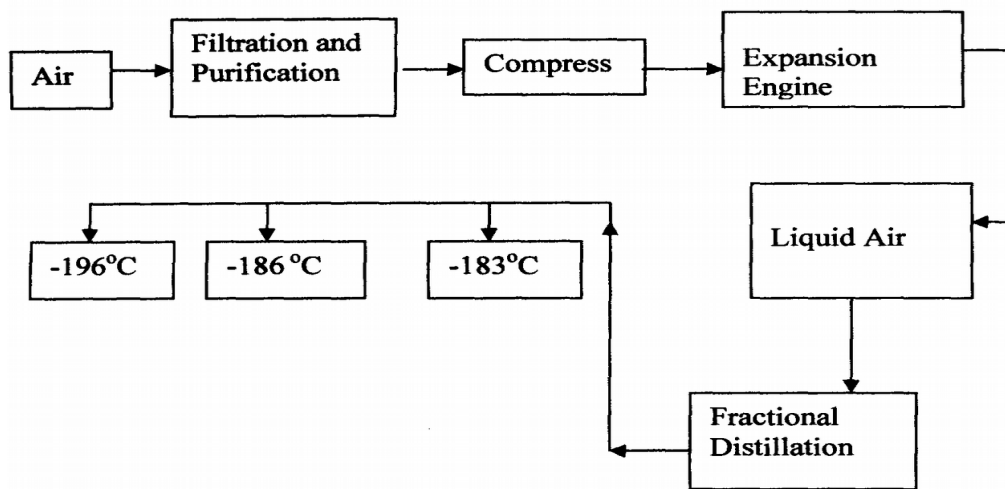 Air
Filtration and
Purification
Compress
Expansion
Engine
-196°C
-186 °C
-183°C
Liquid Air
Fractional
Distillation